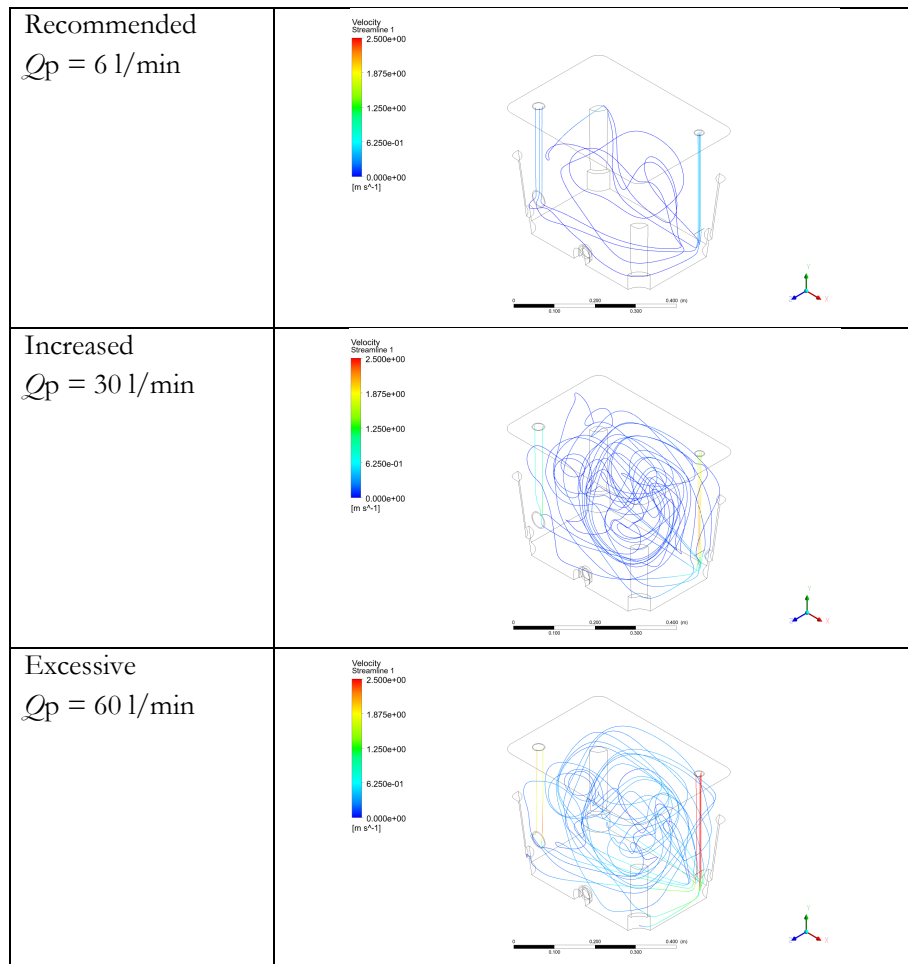 Recommended
Qp = 6 l/min
Velocity
Streamline 1
2.500e+00
1.875e+00
1.250e+00
6.250e-01
0.000e+00
[m s^-1]
0 0.200 0.400 (m)
0.100 0.300
Y
Z X
Increased
Qp = 30 l/min
Velocity
Streamline 1
2.500e+00
1.875e+00
1.250e+00
6.250e-01
0.000e+00
[m s^-1]
0 0.200 0.400 (m)
0.100 0.300
Y
Z X
Excessive
Qp = 60 l/min
Velocity
Streamline 1
2.500e+00
1.875e+00
1.250e+00
6.250e-01
0.000e+00
[m s^-1]
0 0.200 0.400 (m)
0.100 0.300
Y
Z X